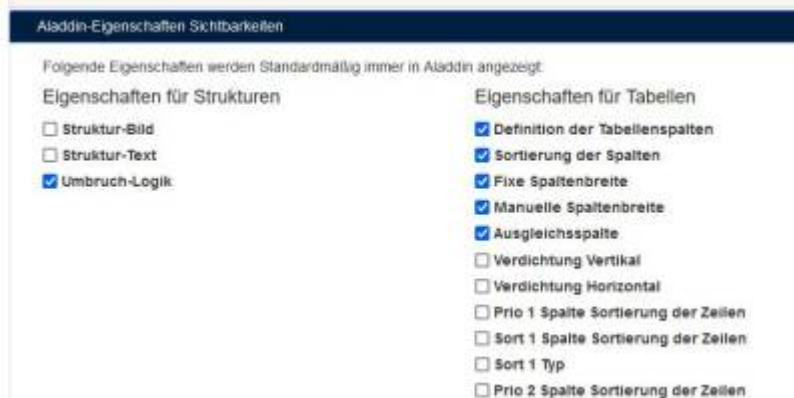 Aladdin-Eigenschaften Sichtbarkeiten
Folgende Eigenschaften werden Standardmäßig immer in Aladdin angezeigt:
Eigenschaften für Strukturen
Struktur-Bild
Struktur-Text
Umbruch-Logik
Eigenschaften für Tabellen
Definition der Tabellenspalten
Sortierung der Spalten
Fixe Spaltenbreite
Manuelle Spaltenbreite
Ausgleichsspalte
Verdichtung Vertikal
Verdichtung Horizontal
Prio 1 Spalte Sortierung der Zeilen
Sort 1 Spalte Sortierung der Zeilen
Sort 1 Typ
Prio 2 Spalte Sortierung der Zeilen